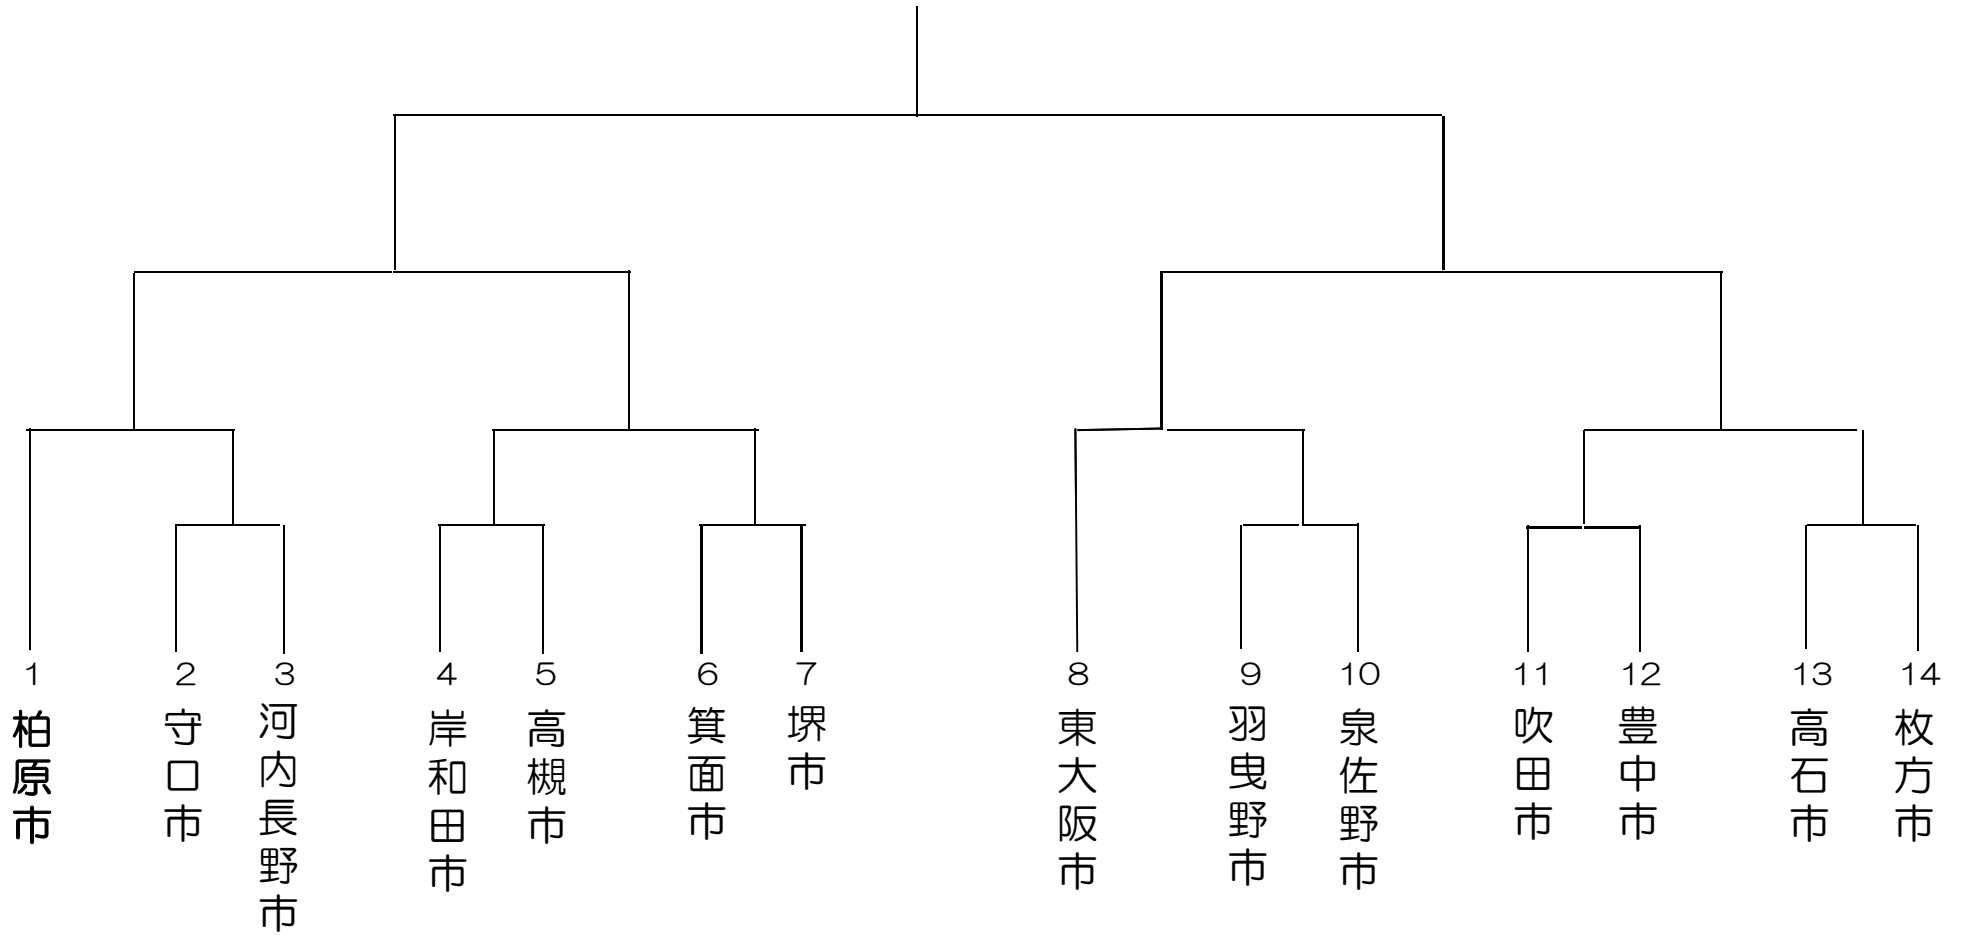 1
柏原市
2
守口市
3
河内長野市
4
岸和田市
5
高槻市
6
箕面市
7
堺市
8
東大阪市
9
羽曳野市
10
泉佐野市
11
吹田市
12
豊中市
13
高石市
14
枚方市